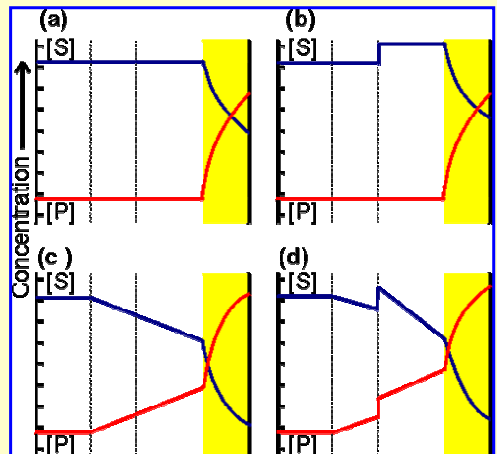 (a)
(b)
[S]
[S]
[P]
[P]
Concentration
(c )
(d)
[S]
[S]
[P]
[P]